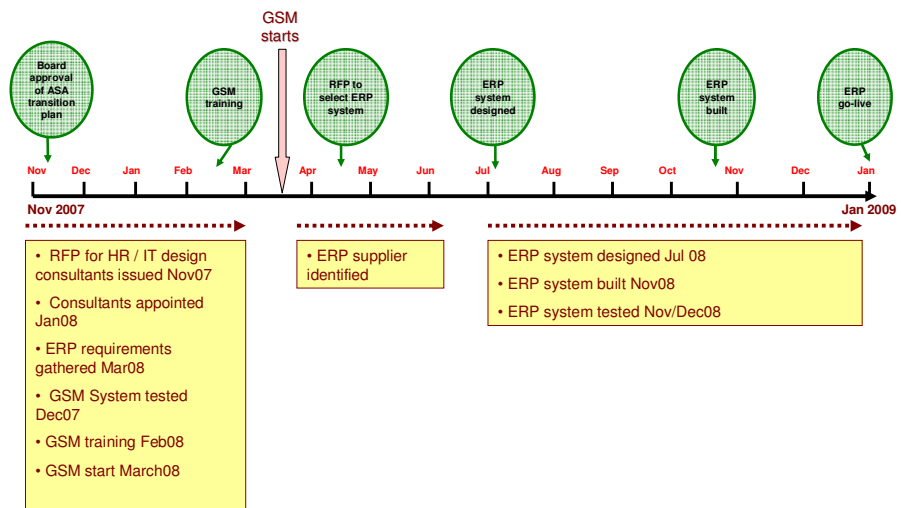 GSM
starts
Board
approval
of ASA
transition
plan
GSM
training
RFP to
select ERP
system
ERP
system
designed
ERP
system
built
ERP
go-live
Nov Dec Jan Feb Mar Apr May Jun Jul Aug Sep Oct Nov Dec Jan
Nov 2007
Jan 2009
• RFP for HR / IT design
consultants issued Nov07
• Consultants appointed
Jan08
• ERP requirements
gathered Mar08
• GSM System tested
Dec07
• GSM training Feb08
• GSM start March08
• ERP supplier
identified
• ERP system designed Jul 08
• ERP system built Nov08
• ERP system tested Nov/Dec08